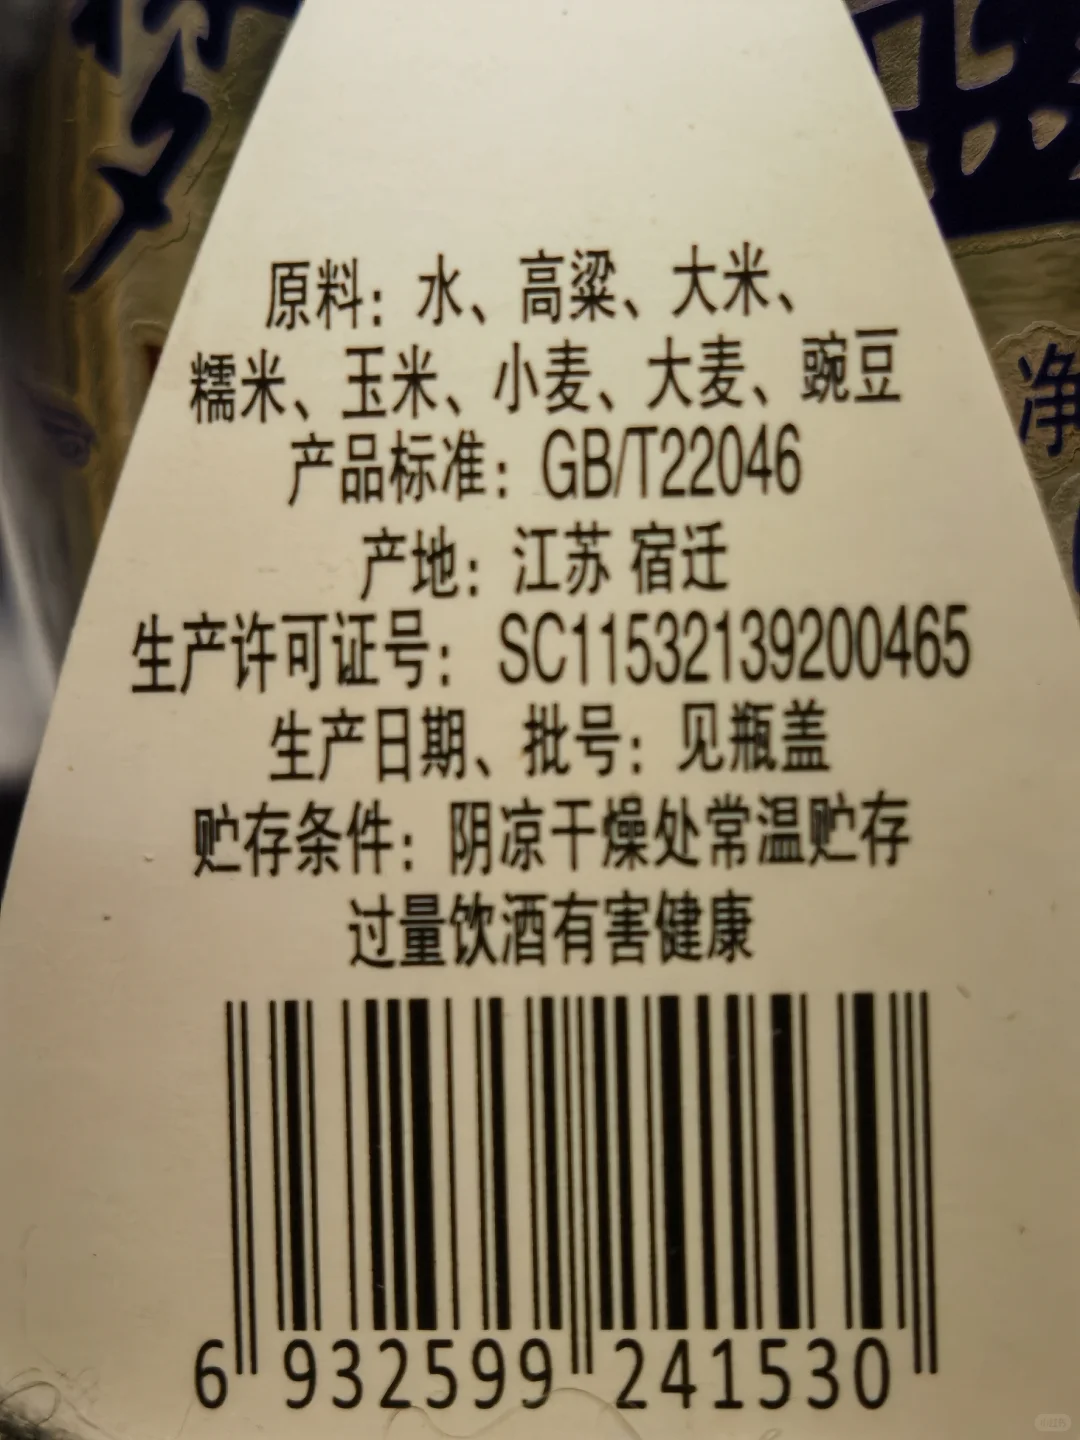 原料：水、高粱、大米、
糯米、玉米、小麦、大麦、豌豆
产品标准：GB/T22046
产地：江苏 宿迁
生产许可证号：SC11532139200465
生产日期、批号：见瓶盖
贮存条件：阴凉干燥处常温贮存
过量饮酒有害健康
6 932599 241530
净